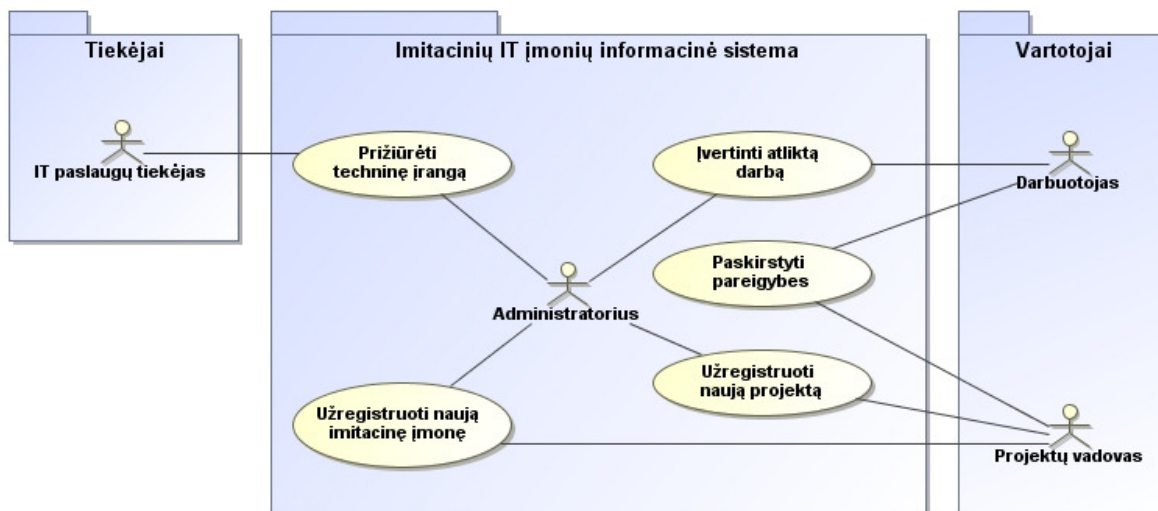 Tiekėjai
IT paslaugų tiekėjas
Imitacinių IT įmonių informacinė sistema
Prižiūrėti
techninę įrangą
Įvertinti atliktą
darbą
Paskirstyti
pareigybes
Administratorius
Užregistruoti
naują projektą
Užregistruoti naują
imitacinę įmonę
Vartotojai
Darbuotojas
Projektų vadovas